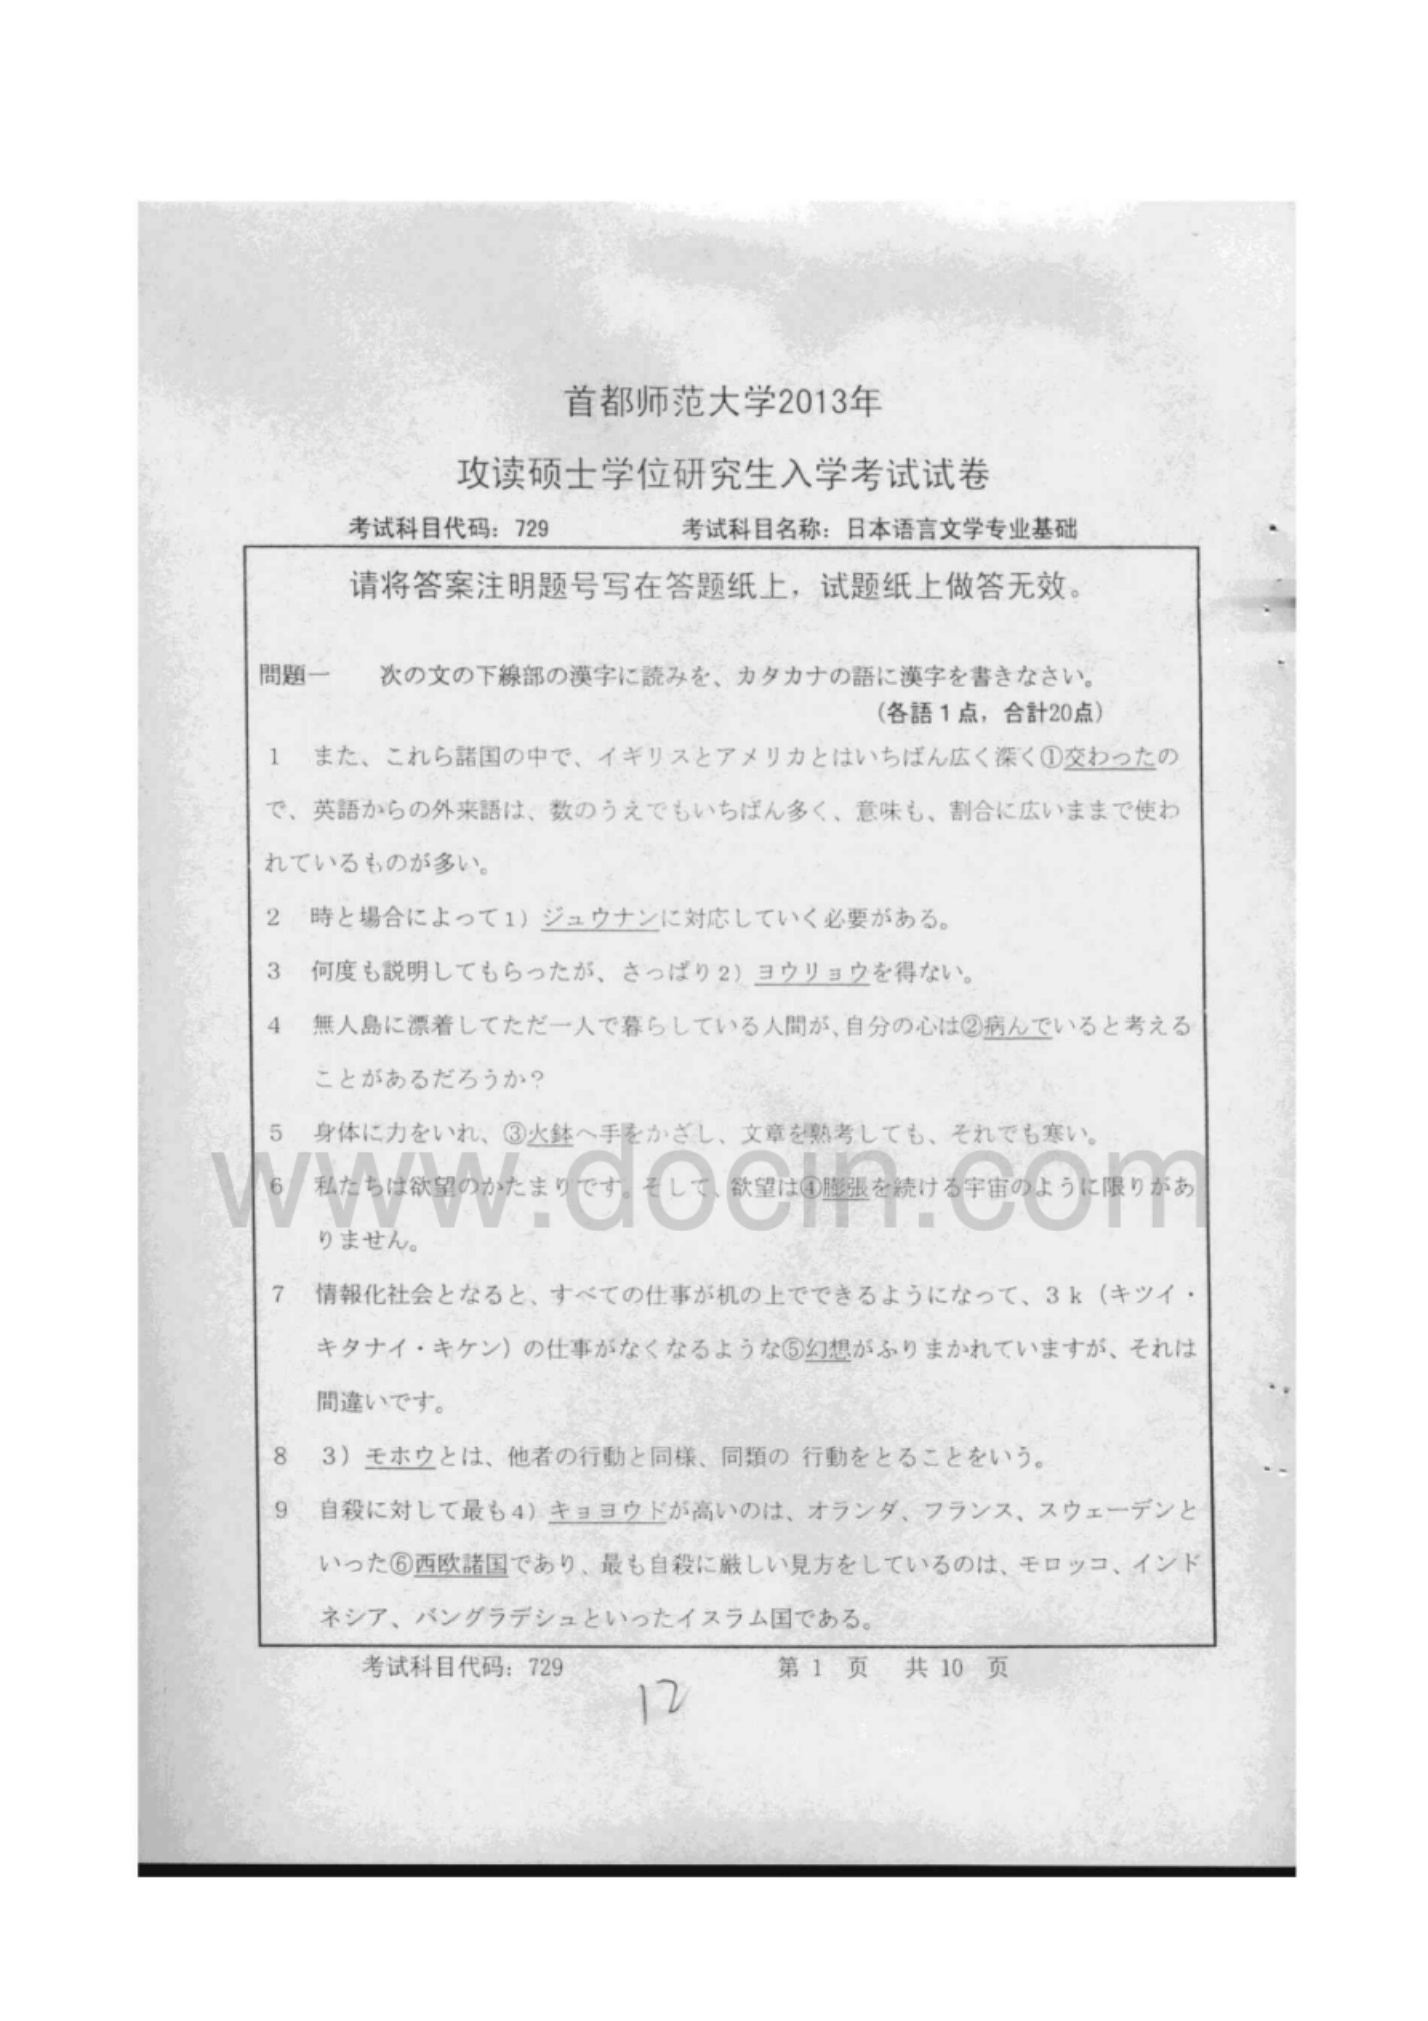 首都师范大学2013年
攻读硕士学位研究生入学考试试卷
考试科目代码：729 考试科目名称：日本语言文学专业基础
请将答案注明题号写在答题纸上，试题纸上做答无效。
問題一 次の文の下線部の漢字に読みを、カタカナの語に漢字を書きなさい。
（各語1点，合計20点）
1 また、これら諸国の中で、イギリスとアメリカとはいちばん広く深く①交わったの
で、英語からの外来語は、数のうえでもいちばん多く、意味も、割合に広いままで使わ
れているものが多い。
2 時と場合によって1）ジュウナンに対応していく必要がある。
3 何度も説明してもらったが、さっぱり2）ヨウリョウを得ない。
4 無人島に漂着してただ一人で暮らしている人間が、自分の心は②病んでいると考える
ことがあるだろうか？
5 身体に力をいれ、③火鉢へ手をかざし、文章を熟考しても、それでも寒い。
6 私たちは欲望のかたまりです。そして、欲望は④膨張を続ける宇宙のように限りがあ
りません。
7 情報化社会となると、すべての仕事が机の上でできるようになって、3ｋ（キツイ・
キタナイ・キケン）の仕事がなくなるような⑤幻想がふりまかれていますが、それは
間違いです。
8 3）モホウとは、他者の行動と同様、同類の 行動をとることをいう。
9 自殺に対して最も4）キョヨウドが高いのは、オランダ、フランス、スウェーデンと
いった⑥西欧諸国であり、最も自殺に厳しい見方をしているのは、モロッコ、インド
ネシア、バングラデシュといったイスラム国である。
考试科目代码：729 第 1 页 共 10 页
12
www.docin.com